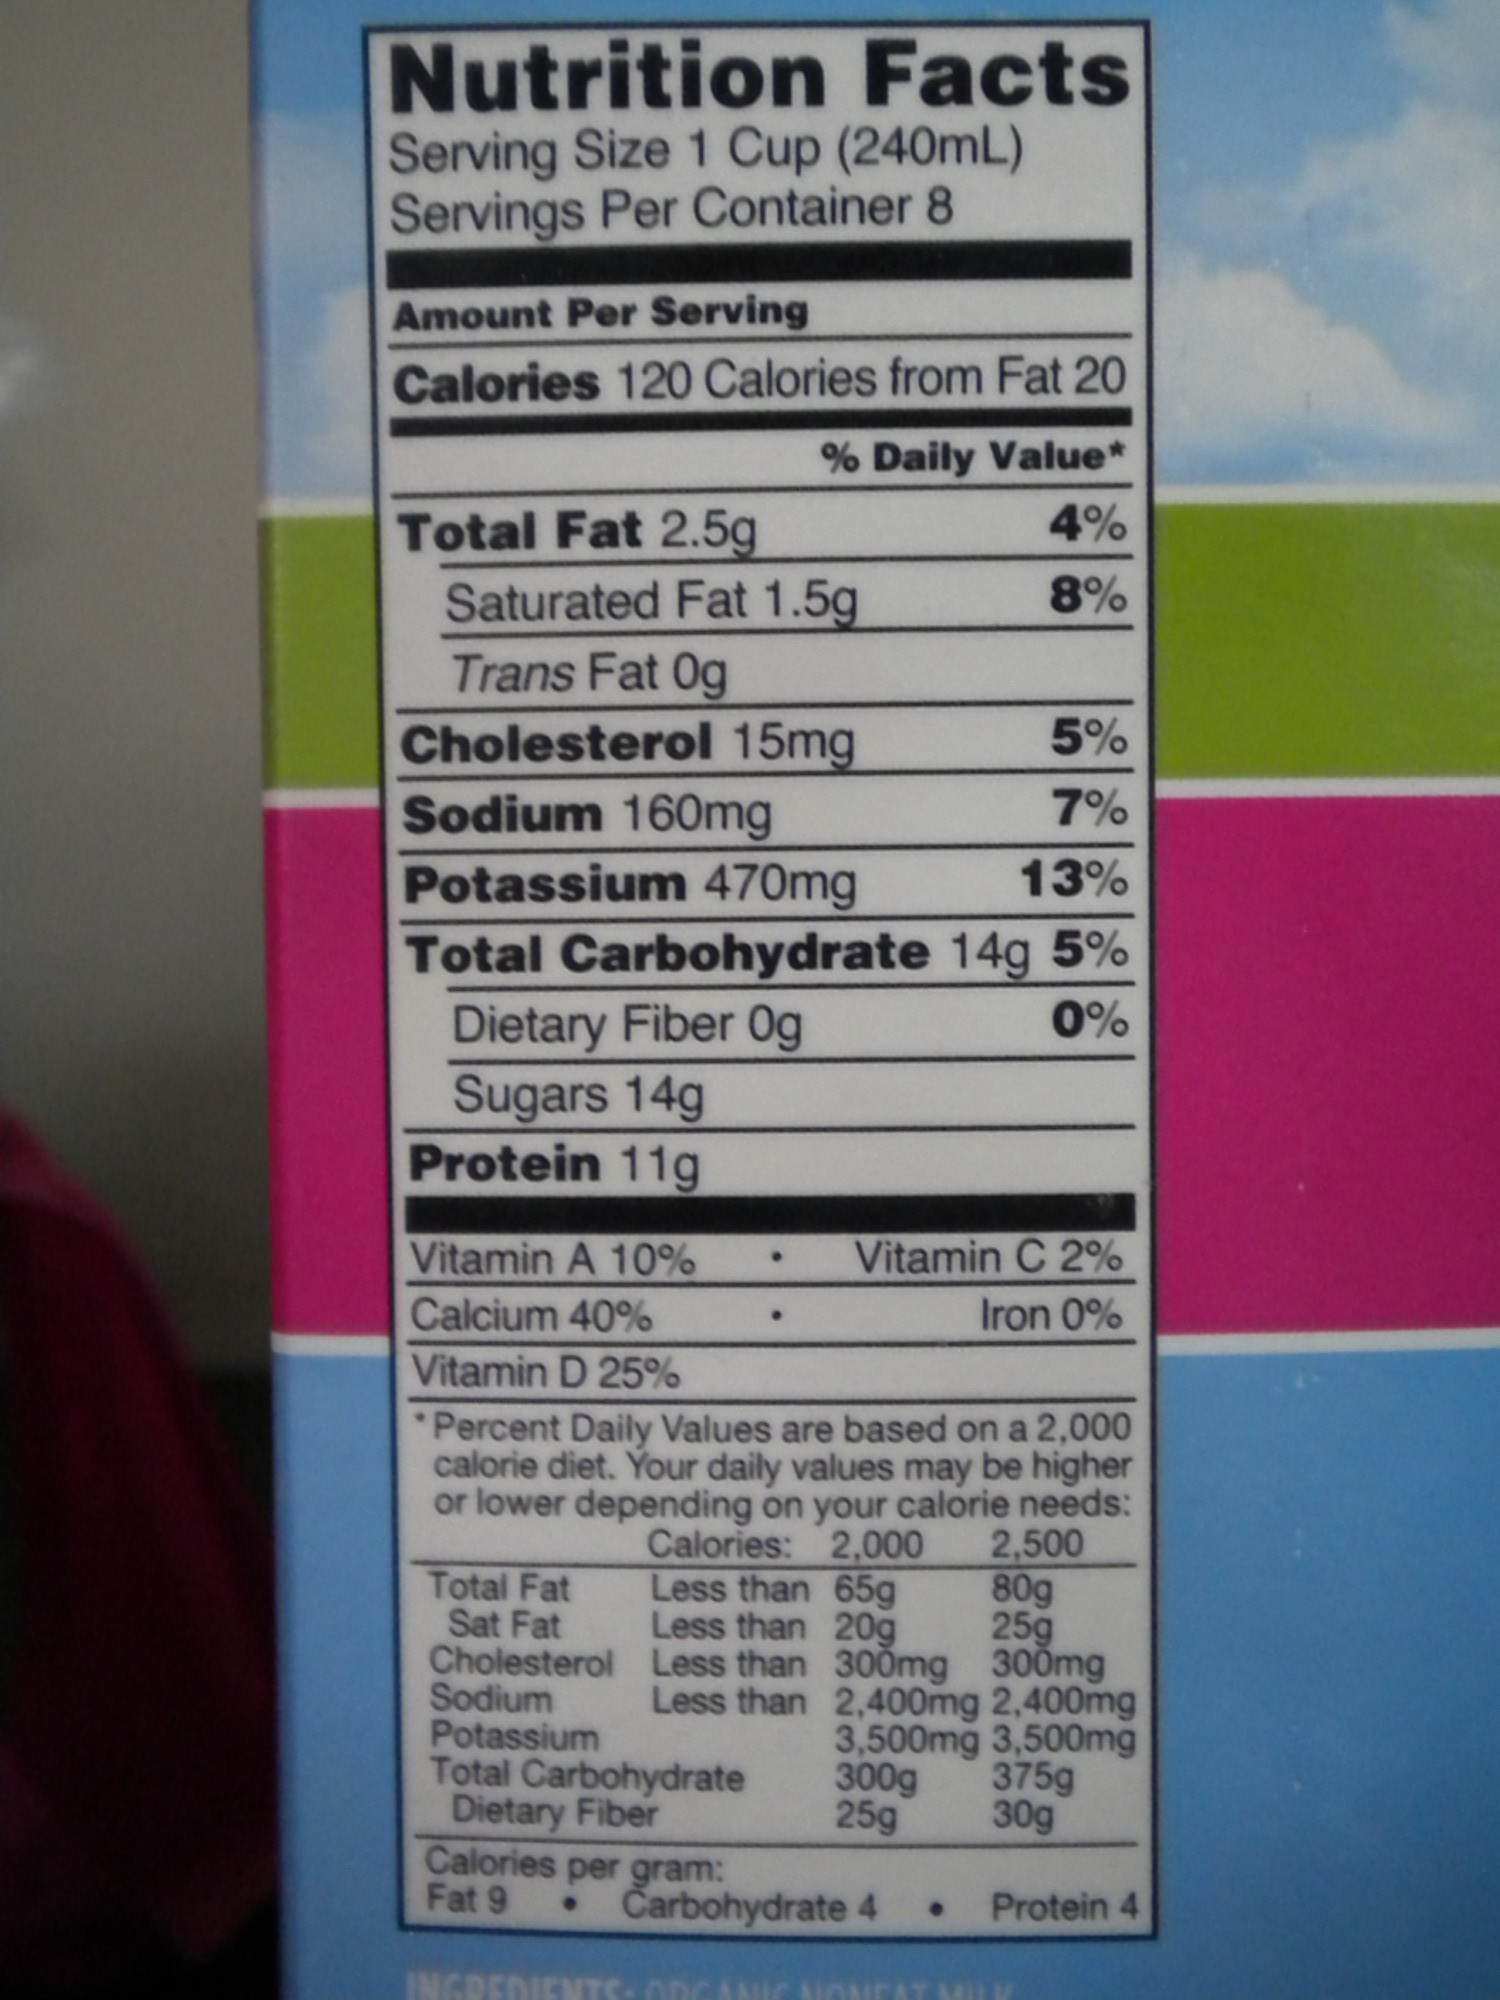 Nutrition Facts
Serving Size 1 Cup (240mL)
Servings Per Container 8
Amount Per Serving
Calories 120 Calories from Fat 20
% Daily Value*
Total Fat 2.5g 4%
Saturated Fat 1.5g 8%
Trans Fat 0g
Cholesterol 15mg 5%
Sodium 160mg 7%
Potassium 470mg 13%
Total Carbohydrate 14g 5%
Dietary Fiber 0g 0%
Sugars 14g
Protein 11g
Vitamin A 10% • Vitamin C 2%
Calcium 40% • Iron 0%
Vitamin D 25%
*Percent Daily Values are based on a 2,000
calorie diet. Your daily values may be higher
or lower depending on your calorie needs:
Calories: 2,000 2,500
Total Fat Less than 65g 80g
Sat Fat Less than 20g 25g
Cholesterol Less than 300mg 300mg
Sodium Less than 2,400mg 2,400mg
Potassium 3,500mg 3,500mg
Total Carbohydrate 300g 375g
Dietary Fiber 25g 30g
Calories per gram:
Fat 9 • Carbohydrate 4 • Protein 4
INGREDIENTS: ORGANIC NONFAT MILK